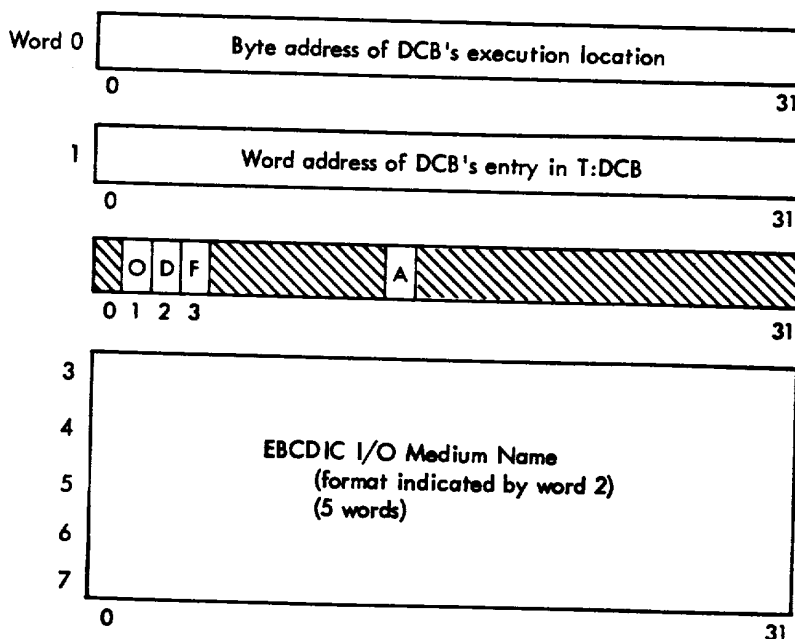 Word 0 Byte address of DCB's execution location
0 31
1 Word address of DCB's entry in T:DCB
0 31
O D F A
0 1 2 3 31
3
4
EBCDIC I/O Medium Name
(format indicated by word 2)
5
(5 words)
6
7
0 31